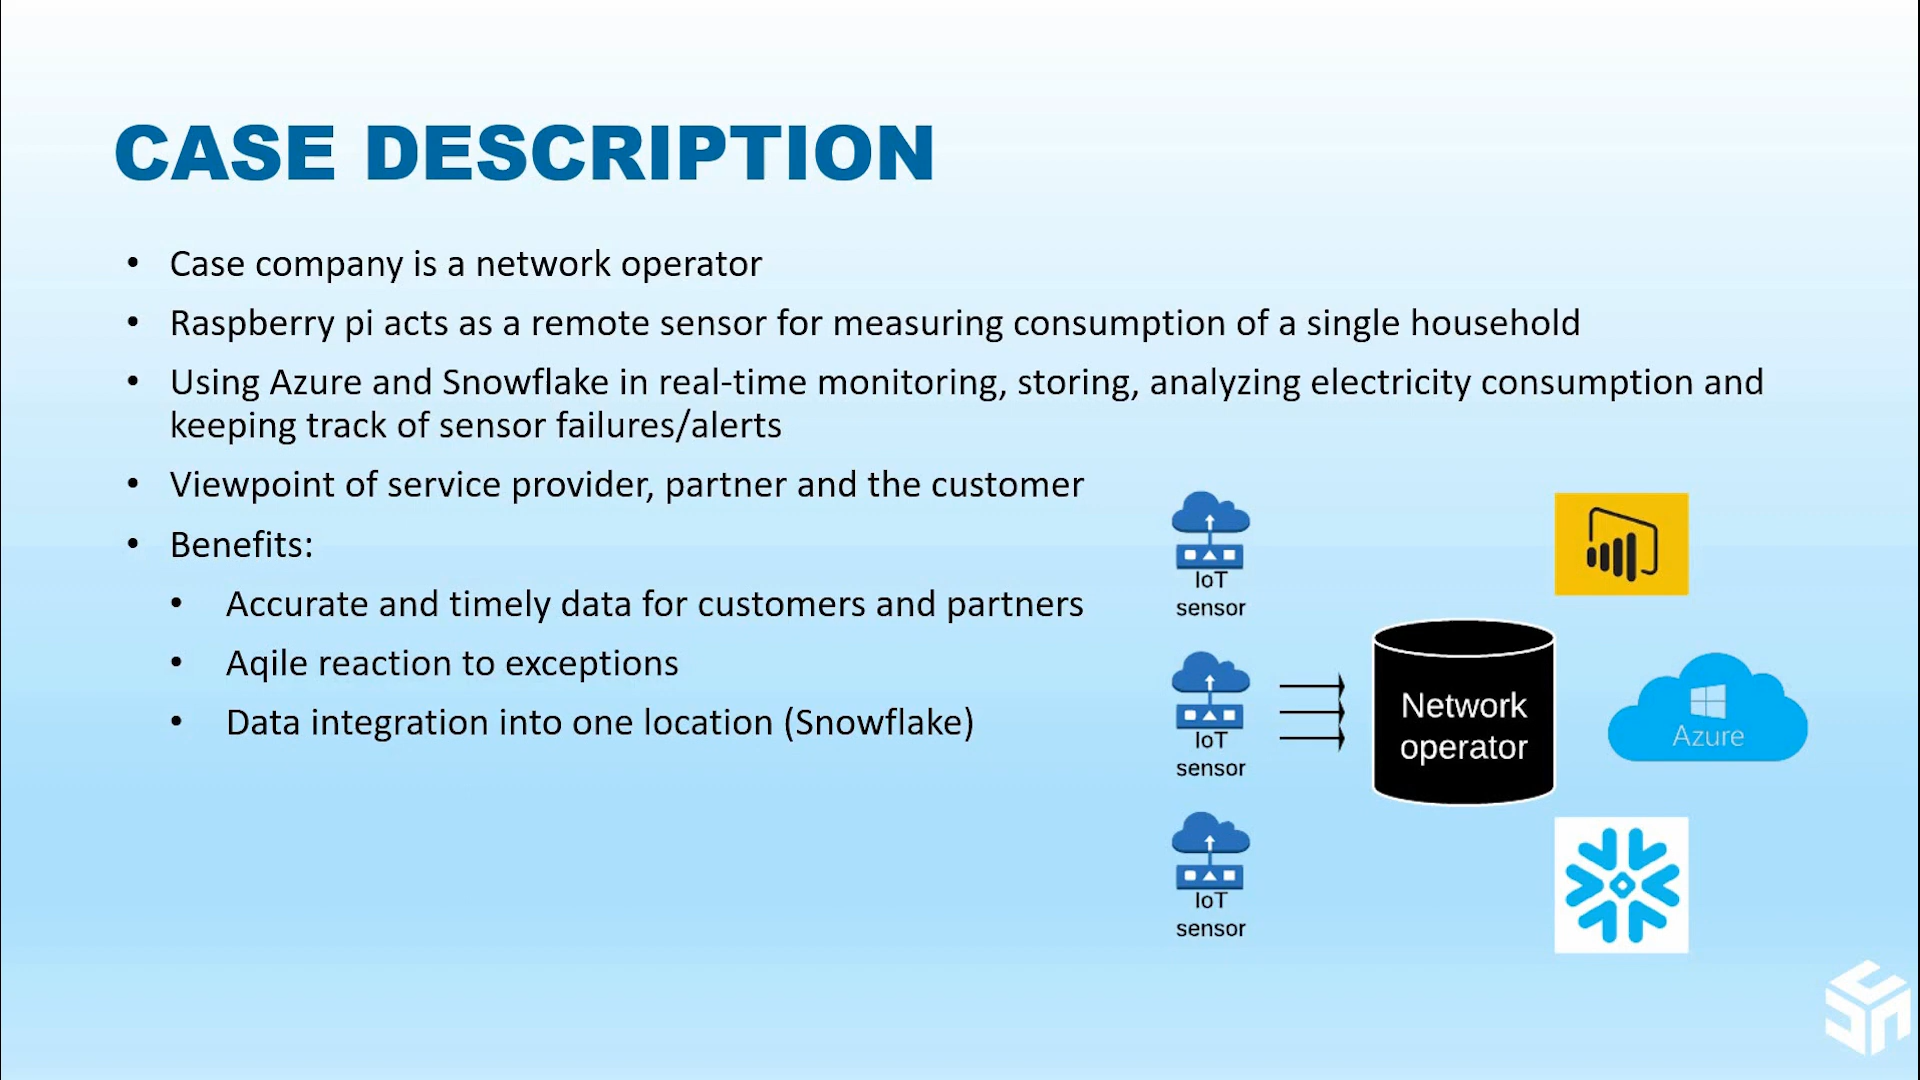 CASE DESCRIPTION
• Case company is a network operator
• Raspberry pi acts as a remote sensor for measuring consumption of a single household
• Using Azure and Snowflake in real-time monitoring, storing, analyzing electricity consumption and
keeping track of sensor failures/alerts
• Viewpoint of service provider, partner and the customer
• Benefits:
• Accurate and timely data for customers and partners
• Aqile reaction to exceptions
• Data integration into one location (Snowflake)
IoT
sensor
IoT
sensor
IoT
sensor
Network
operator
Azure